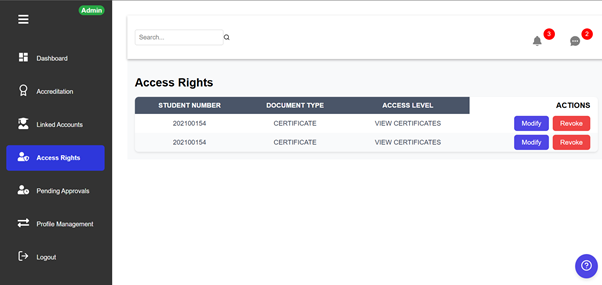 Admin
Dashboard
Accreditation
Linked Accounts
Access Rights
Pending Approvals
Profile Management
Logout
Search...
3
2
Access Rights
STUDENT NUMBER DOCUMENT TYPE ACCESS LEVEL ACTIONS
202100154 CERTIFICATE VIEW CERTIFICATES Modify Revoke
202100154 CERTIFICATE VIEW CERTIFICATES Modify Revoke